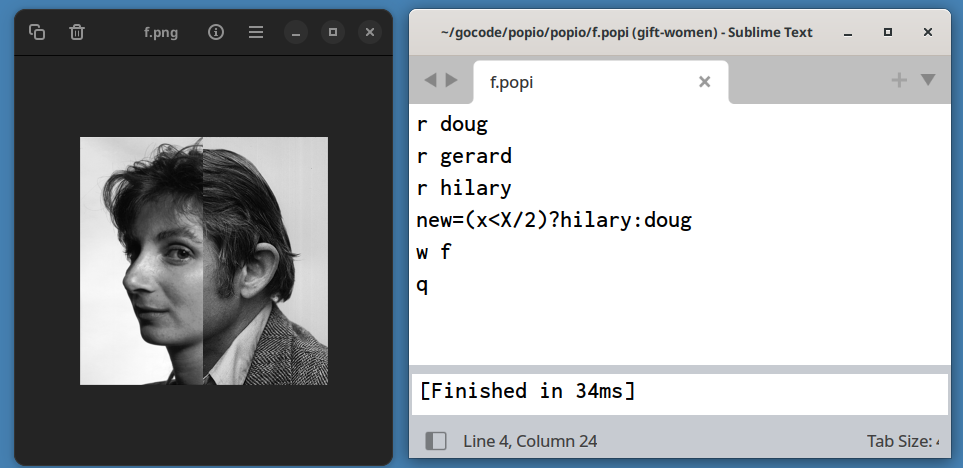 f.png
~/gocode/popio/popio/f.popi (gift-women) - Sublime Text
f.popi
r doug
r gerard
r hilary
new=(x<X/2)?hilary:doug
w f
q
[Finished in 34ms]
Line 4, Column 24
Tab Size: